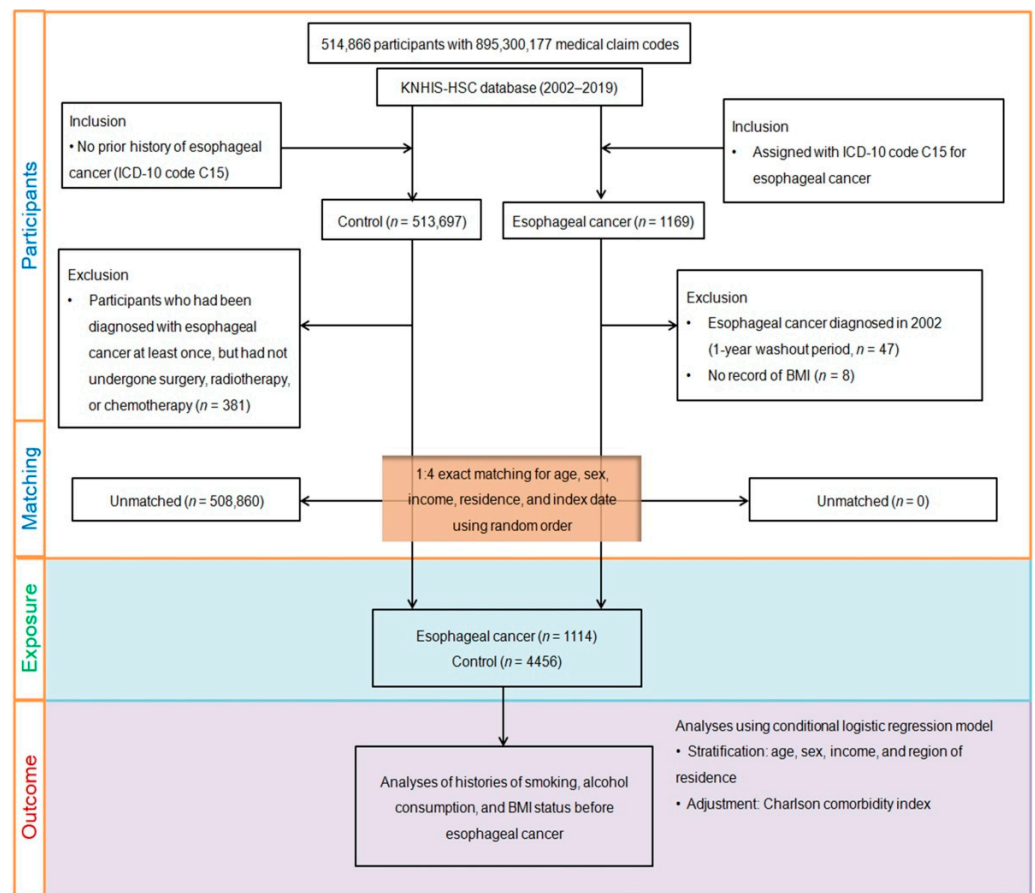 514,866 participants with 895,300,177 medical claim codes
KNHIS-HSC database (2002–2019)
Inclusion
• No prior history of esophageal
cancer (ICD-10 code C15)
Inclusion
• Assigned with ICD-10 code C15 for
esophageal cancer
Participants
Control (n = 513,697)
Esophageal cancer (n = 1169)
Exclusion
• Participants who had been
diagnosed with esophageal
cancer at least once, but had not
undergone surgery, radiotherapy,
or chemotherapy (n = 381)
Exclusion
• Esophageal cancer diagnosed in 2002
(1-year washout period, n = 47)
• No record of BMI (n = 8)
Matching
Unmatched (n = 508,860)
1:4 exact matching for age, sex,
income, residence, and index date
using random order
Unmatched (n = 0)
Exposure
Esophageal cancer (n = 1114)
Control (n = 4456)
Outcome
Analyses of histories of smoking, alcohol
consumption, and BMI status before
esophageal cancer
Analyses using conditional logistic regression model
• Stratification: age, sex, income, and region of
residence
• Adjustment: Charlson comorbidity index